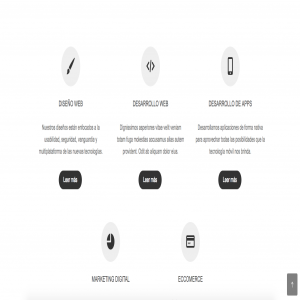 DISEÑO WEB
DESARROLLO WEB
DESARROLLO DE APPS
Nuestros diseños están enfocados a la
usabilidad, seguridad, vanguardia y
multiplataforma de las nuevas tecnologías.
Dignissimos asperiores vitae velit veniam
totam fuga molestias accusamus alias autem
provident. Odit ab aliquam dolor eius.
Desarrollamos aplicaciones de forma nativa
para aprovechar todas las posibilidades que la
tecnología móvil nos brinda.
Leer más
Leer más
Leer más
MARKETING DIGITAL
ECCOMERCE